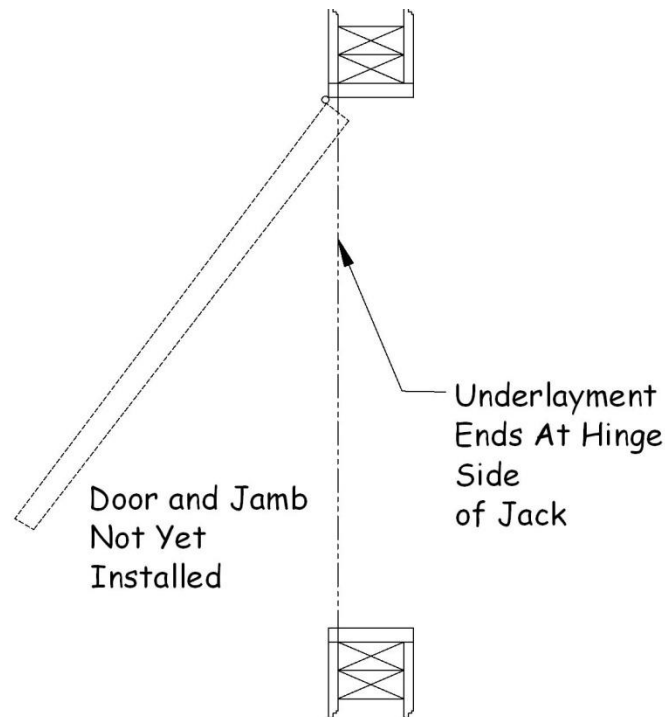 Underlayment
Ends At Hinge
Side
of Jack
Door and Jamb
Not Yet
Installed